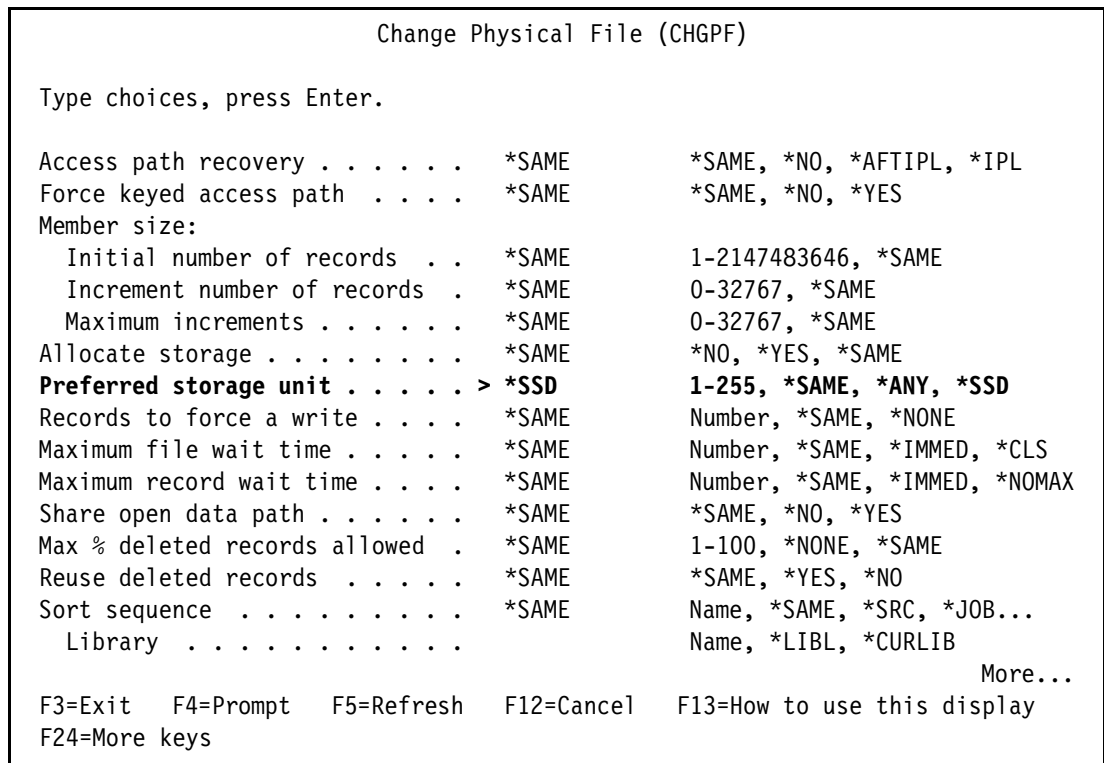 Change Physical File (CHGPF)
Type choices, press Enter.
Access path recovery . . . . . . *SAME *SAME, *NO, *AFTIPL, *IPL
Force keyed access path . . . . *SAME *SAME, *NO, *YES
Member size:
Initial number of records . . *SAME 1-2147483646, *SAME
Increment number of records . *SAME 0-32767, *SAME
Maximum increments . . . . . . *SAME 0-32767, *SAME
Allocate storage . . . . . . . . *SAME *NO, *YES, *SAME
Preferred storage unit . . . . . > *SSD 1-255, *SAME, *ANY, *SSD
Records to force a write . . . . *SAME Number, *SAME, *NONE
Maximum file wait time . . . . . *SAME Number, *SAME, *IMMED, *CLS
Maximum record wait time . . . . *SAME Number, *SAME, *IMMED, *NOMAX
Share open data path . . . . . . *SAME *SAME, *NO, *YES
Max % deleted records allowed . *SAME 1-100, *NONE, *SAME
Reuse deleted records . . . . . *SAME *SAME, *YES, *NO
Sort sequence . . . . . . . . . *SAME Name, *SAME, *SRC, *JOB...
Library . . . . . . . . . . . Name, *LIBL, *CURLIB
More...
F3=Exit F4=Prompt F5=Refresh F12=Cancel F13=How to use this display
F24=More keys